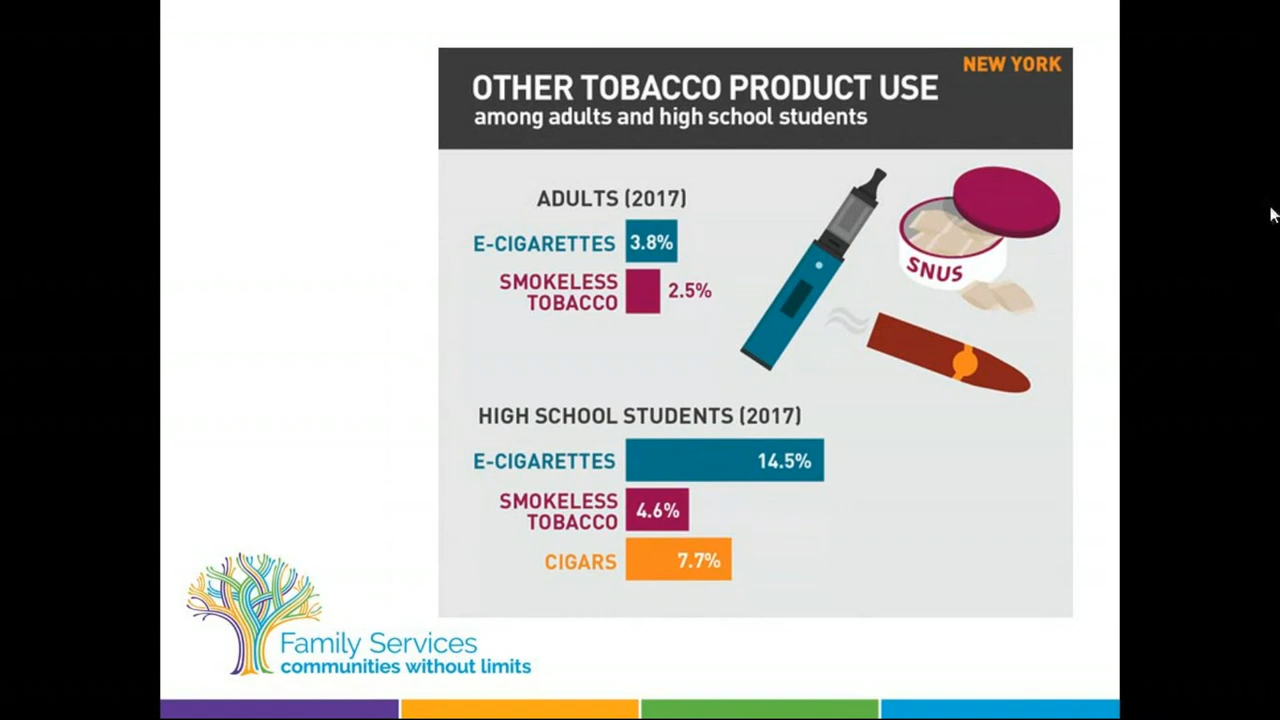 NEW YORK
OTHER TOBACCO PRODUCT USE
among adults and high school students
ADULTS (2017)
E-CIGARETTES 3.8%
SMOKELESS
TOBACCO 2.5%
SNUS
HIGH SCHOOL STUDENTS (2017)
E-CIGARETTES 14.5%
SMOKELESS
TOBACCO 4.6%
CIGARS 7.7%
Family Services
communities without limits